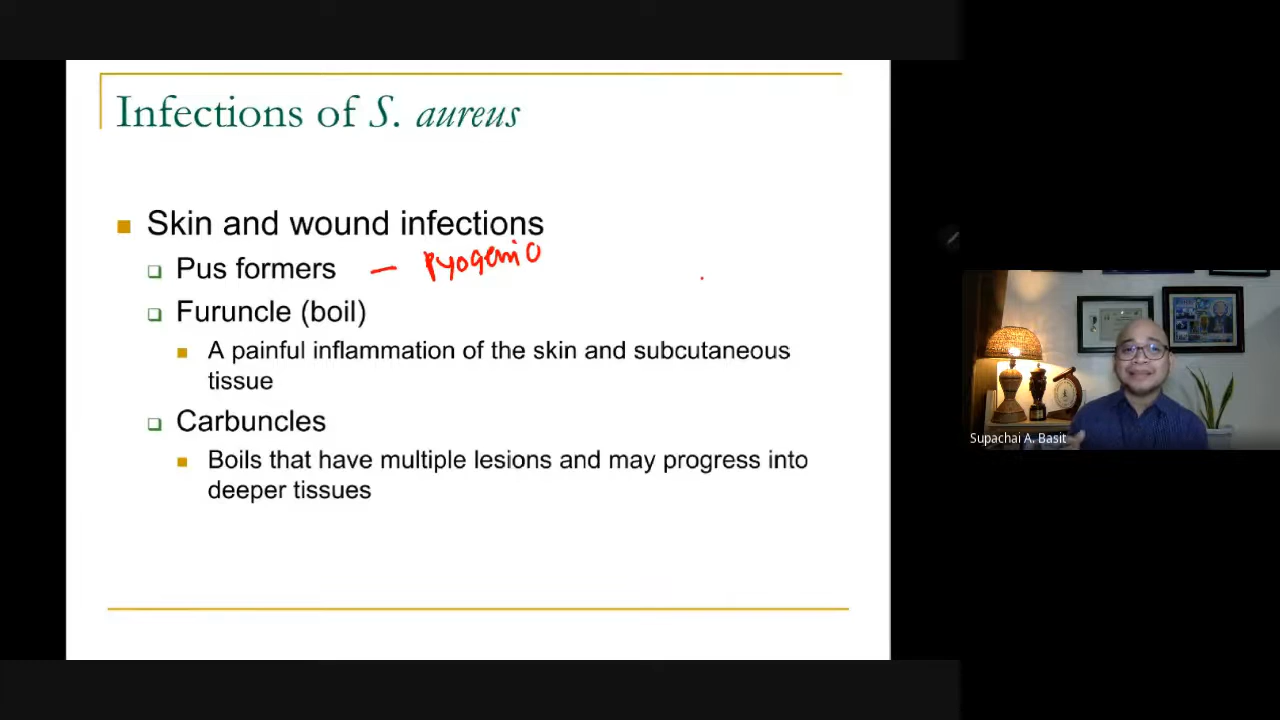 Infections of S. aureus
Skin and wound infections
Pus formers – Pyogenic
Furuncle (boil)
A painful inflammation of the skin and subcutaneous
tissue
Carbuncles
Boils that have multiple lesions and may progress into
deeper tissues
Supachai A. Basit